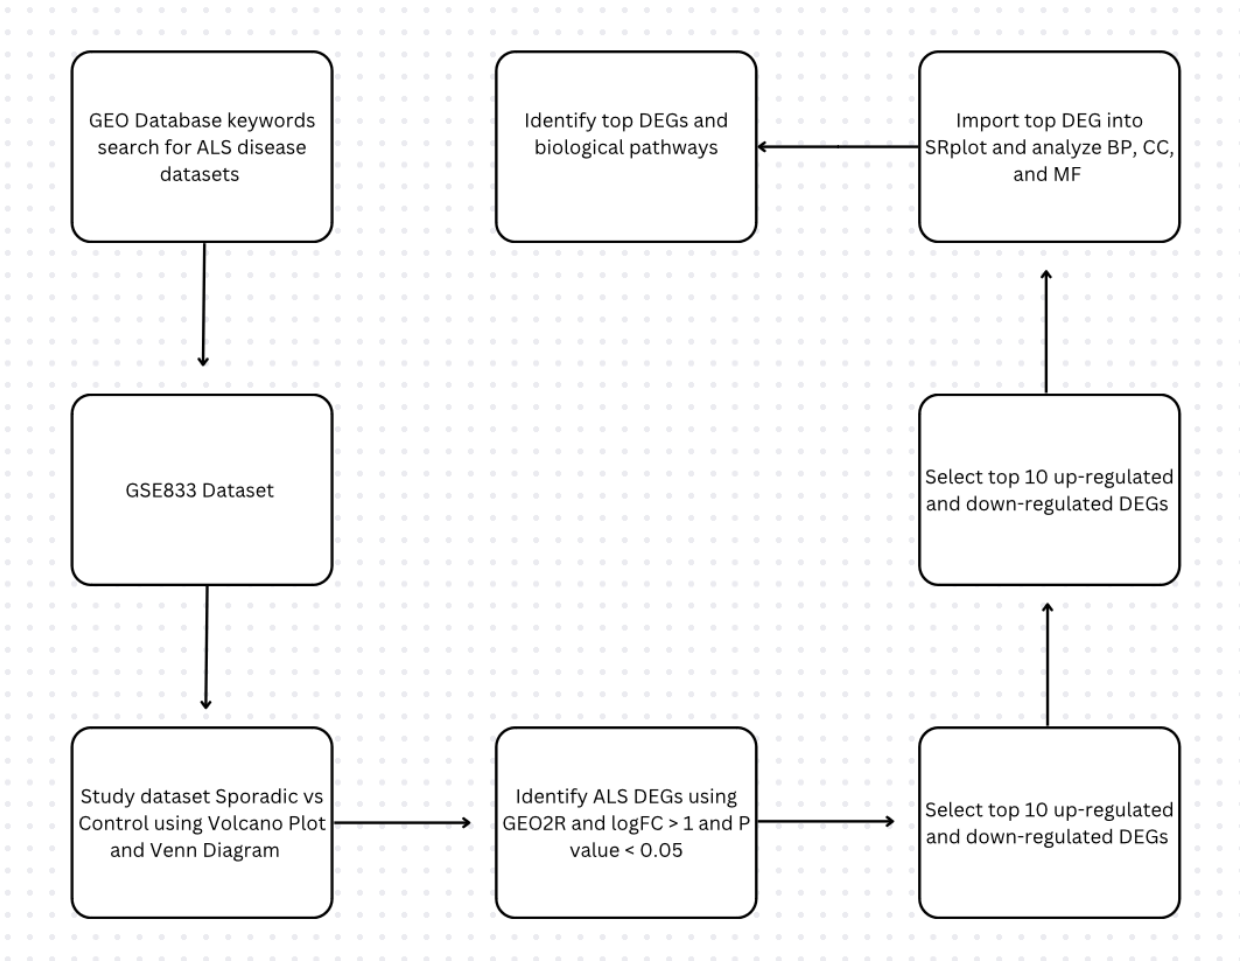 GEO Database keywords
search for ALS disease
datasets
GSE833 Dataset
Study dataset Sporadic vs
Control using Volcano Plot
and Venn Diagram
Identify ALS DEGs using
GEO2R and logFC > 1 and P
value < 0.05
Select top 10 up-regulated
and down-regulated DEGs
Select top 10 up-regulated
and down-regulated DEGs
Import top DEG into
SRplot and analyze BP, CC,
and MF
Identify top DEGs and
biological pathways